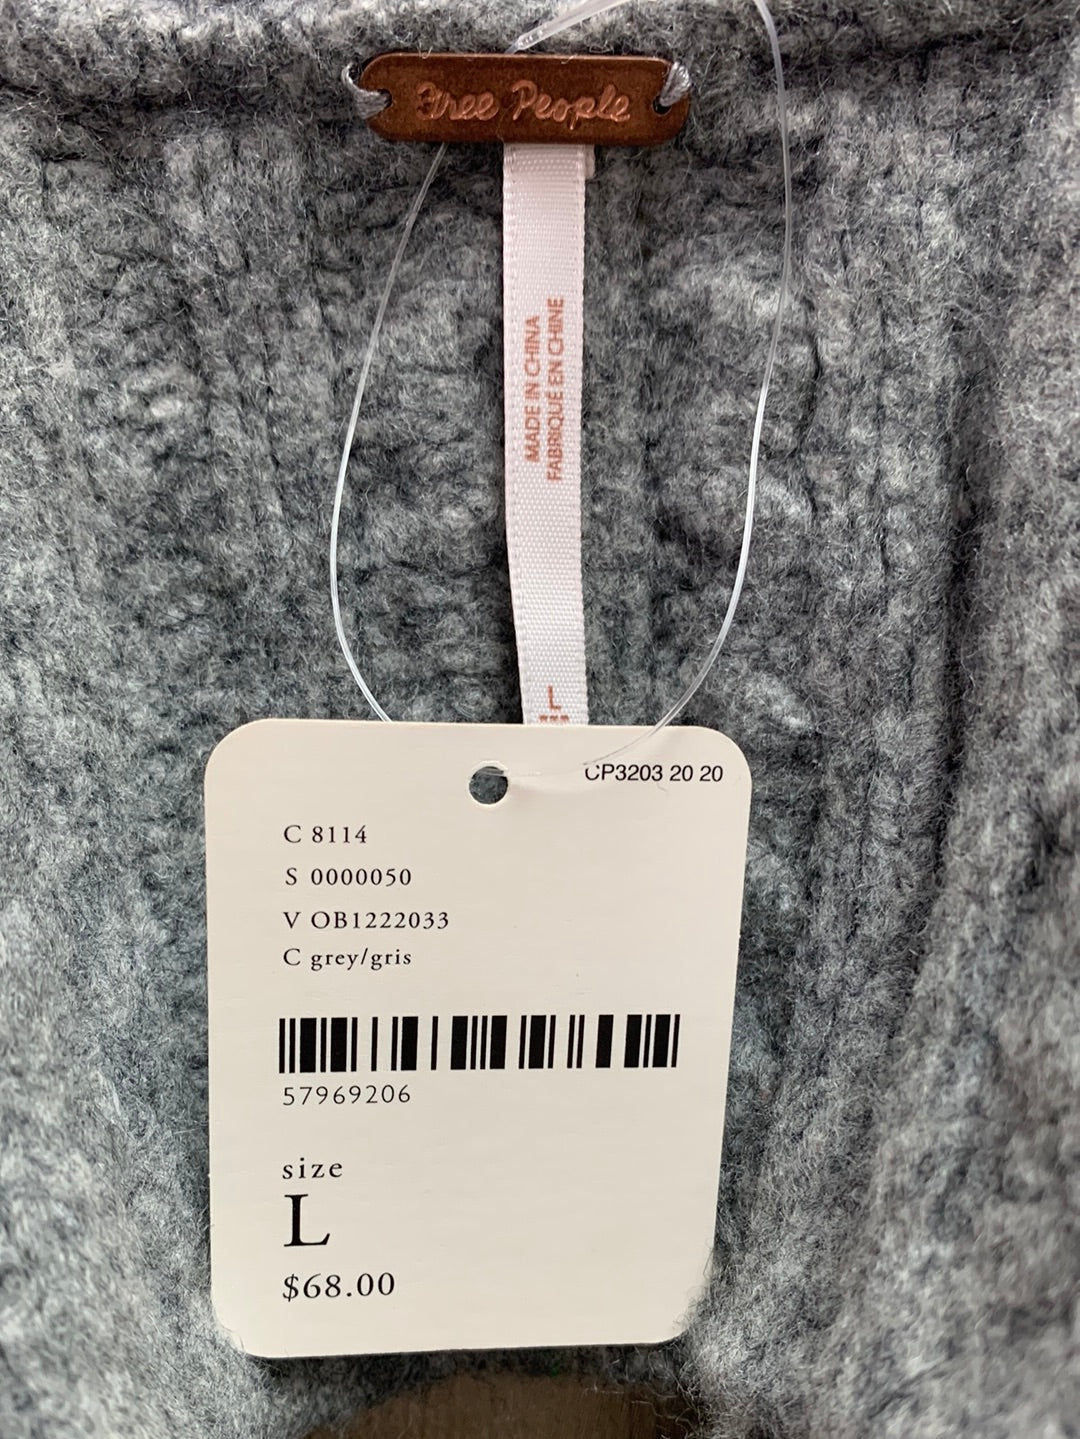 Free People
MADE IN CHINA
FABRIQUÉ EN CHINE
CP3203 20 20
C 8114
S 0000050
V OB1222033
C grey/gris
57969206
size
L
$68.00